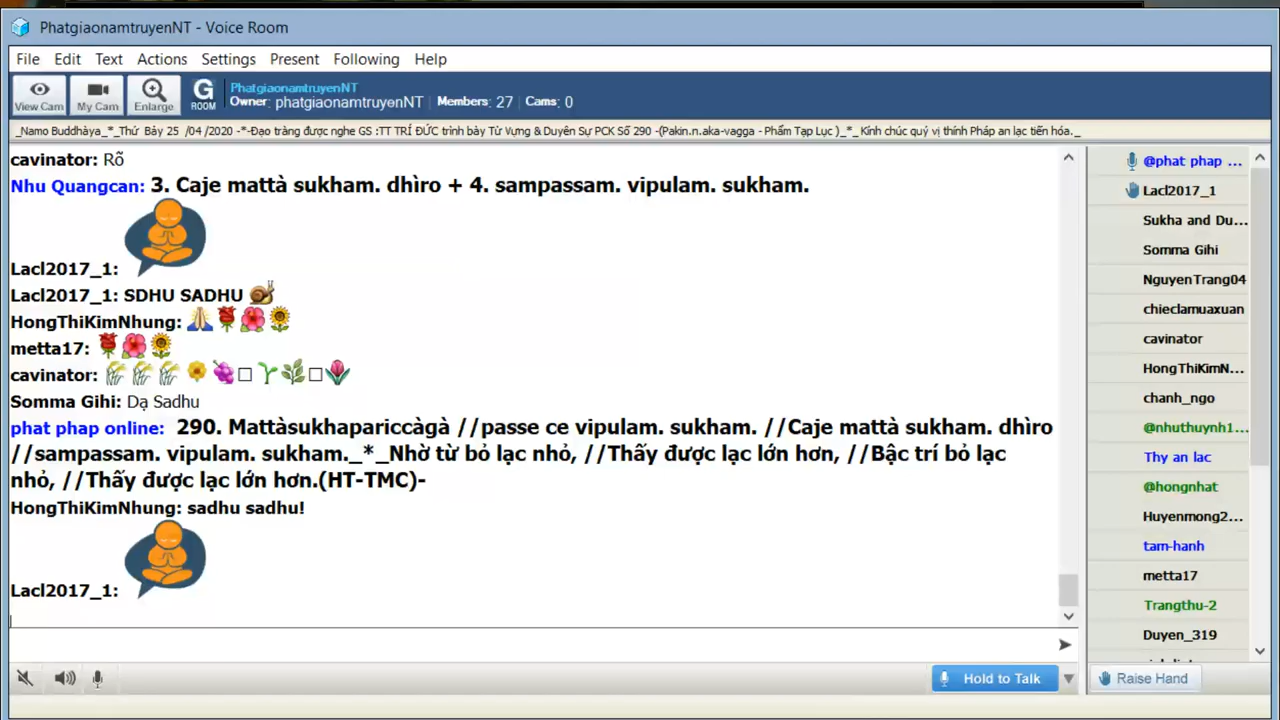 PhatgiaonamtruyenNT - Voice Room
File Edit Text Actions Settings Present Following Help
View Cam My Cam Enlarge G ROOM
PhatgiaonamtruyenNT
Owner: phatgiaonamtruyenNT Members: 27 Cams: 0
_Namo Buddhàya_*_Thứ Bảy 25 /04 /2020 -*-Đạo tràng được nghe GS :TT TRÍ ĐỨC trình bày Từ Vựng & Duyên Sự PCK Số 290 -(Pakin.n.aka-vagga - Phẩm Tạp Lục )_*_ Kính chúc quý vị thính Pháp an lạc tiến hóa._
cavinator: Rõ
Nhu Quangcan: 3. Caje mattà sukham. dhìro + 4. sampassam. vipulam. sukham.
Lacl2017_1:
Lacl2017_1: SDHU SADHU
HongThiKimNhung:
metta17:
cavinator:
Somma Gihi: Dạ Sadhu
phat phap online: 290. Mattàsukhapariccàgà //passe ce vipulam. sukham. //Caje mattà sukham. dhìro
//sampassam. vipulam. sukham._*_Nhờ từ bỏ lạc nhỏ, //Thấy được lạc lớn hơn, //Bậc trí bỏ lạc
nhỏ, //Thấy được lạc lớn hơn.(HT-TMC)-
HongThiKimNhung: sadhu sadhu!
Lacl2017_1:
@phat phap ...
Lacl2017_1
Sukha and Du...
Somma Gihi
NguyenTrang04
chieclamuaxuan
cavinator
HongThiKimN...
chanh_ngo
@nhuthuynh1...
Thy an lac
@hongnhat
Huyenmong2...
tam-hanh
metta17
Trangthu-2
Duyen_319
Hold to Talk
Raise Hand